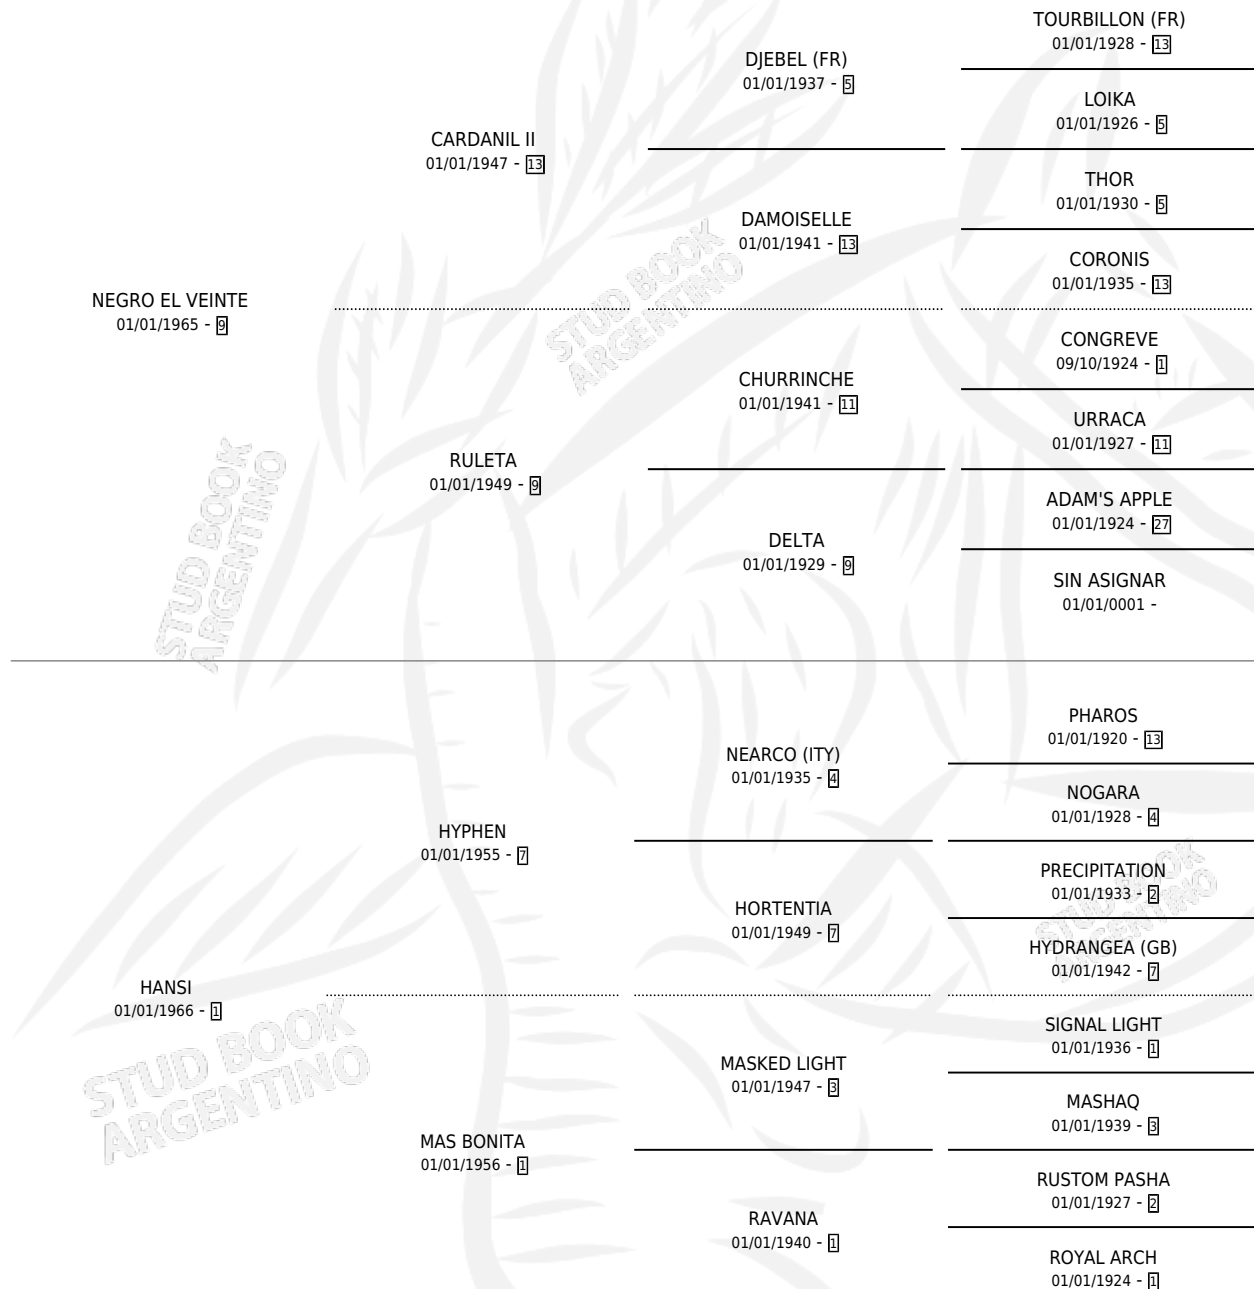 TOURBILLON (FR)
01/01/1928 - 13
DJEBEL (FR)
01/01/1937 - 5
LOIKA
01/01/1926 - 5
CARDANIL II
01/01/1947 - 13
THOR
01/01/1930 - 5
DAMOISELLE
01/01/1941 - 13
CORONIS
01/01/1935 - 13
NEGRO EL VEINTE
01/01/1965 - 9
CONGREVE
09/10/1924 - 1
CHURRINCHE
01/01/1941 - 11
URRACA
01/01/1927 - 11
RULETA
01/01/1949 - 9
ADAM'S APPLE
01/01/1924 - 27
DELTA
01/01/1929 - 9
SIN ASIGNAR
01/01/0001 -
PHAROS
01/01/1920 - 13
NEARCO (ITY)
01/01/1935 - 4
NOGARA
01/01/1928 - 4
HYPHEN
01/01/1955 - 7
PRECIPITATION
01/01/1933 - 2
HORTENTIA
01/01/1949 - 7
HYDRANGEA (GB)
01/01/1942 - 7
HANSI
01/01/1966 - 1
SIGNAL LIGHT
01/01/1936 - 1
MASKED LIGHT
01/01/1947 - 3
MASHAQ
01/01/1939 - 3
MAS BONITA
01/01/1956 - 1
RUSTOM PASHA
01/01/1927 - 2
RAVANA
01/01/1940 - 1
ROYAL ARCH
01/01/1924 - 1
STUD BOOK
ARGENTINO
STUD BOOK
ARGENTINO
STUD BOOK
ARGENTINO
STUD BOOK
ARGENTINO